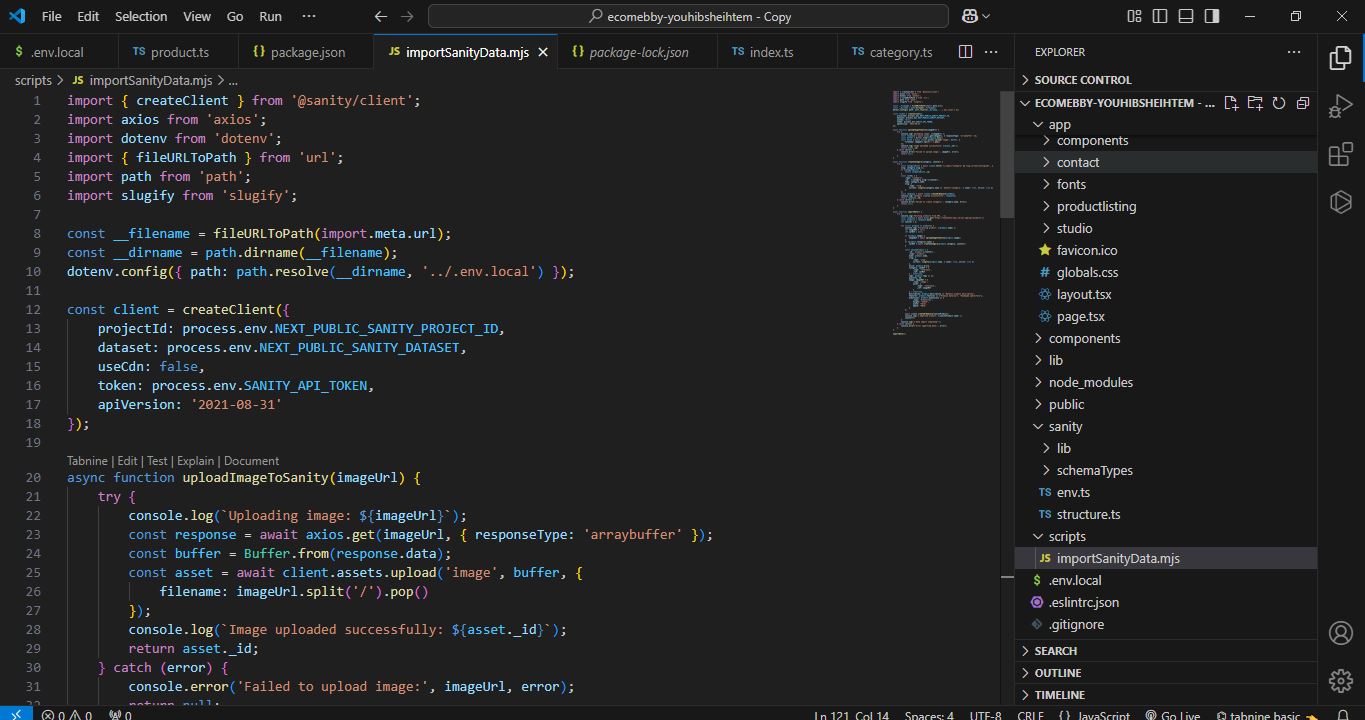 File Edit Selection View Go Run ··· ecomebby-youhibsheihtem - Copy
$ .env.local TS product.ts {} package.json JS importSanityData.mjs {} package-lock.json TS index.ts TS category.ts ···
scripts > JS importSanityData.mjs > ...
1 import { createClient } from '@sanity/client';
2 import axios from 'axios';
3 import dotenv from 'dotenv';
4 import { fileURLToPath } from 'url';
5 import path from 'path';
6 import slugify from 'slugify';
7
8 const __filename = fileURLToPath(import.meta.url);
9 const __dirname = path.dirname(__filename);
10 dotenv.config({ path: path.resolve(__dirname, '../.env.local') });
11
12 const client = createClient({
13 projectId: process.env.NEXT_PUBLIC_SANITY_PROJECT_ID,
14 dataset: process.env.NEXT_PUBLIC_SANITY_DATASET,
15 useCdn: false,
16 token: process.env.SANITY_API_TOKEN,
17 apiVersion: '2021-08-31'
18 });
19
Tabnine | Edit | Test | Explain | Document
20 async function uploadImageToSanity(imageUrl) {
21 try {
22 console.log(`Uploading image: ${imageUrl}`);
23 const response = await axios.get(imageUrl, { responseType: 'arraybuffer' });
24 const buffer = Buffer.from(response.data);
25 const asset = await client.assets.upload('image', buffer, {
26 filename: imageUrl.split('/').pop()
27 });
28 console.log(`Image uploaded successfully: ${asset._id}`);
29 return asset._id;
30 } catch (error) {
31 console.error('Failed to upload image:', imageUrl, error);
32 return null;
EXPLORER ···
SOURCE CONTROL
ECOMEBBY-YOUHIBSHEIHTEM - ...
app
components
contact
fonts
productlisting
studio
favicon.ico
# globals.css
layout.tsx
page.tsx
components
lib
node_modules
public
sanity
lib
schemaTypes
TS env.ts
TS structure.ts
scripts
JS importSanityData.mjs
$ .env.local
.eslintrc.json
.gitignore
SEARCH
OUTLINE
TIMELINE
0 0 0 Ln 121, Col 14 Spaces: 4 UTF-8 CRLF {} JavaScript Go Live tabnine basic